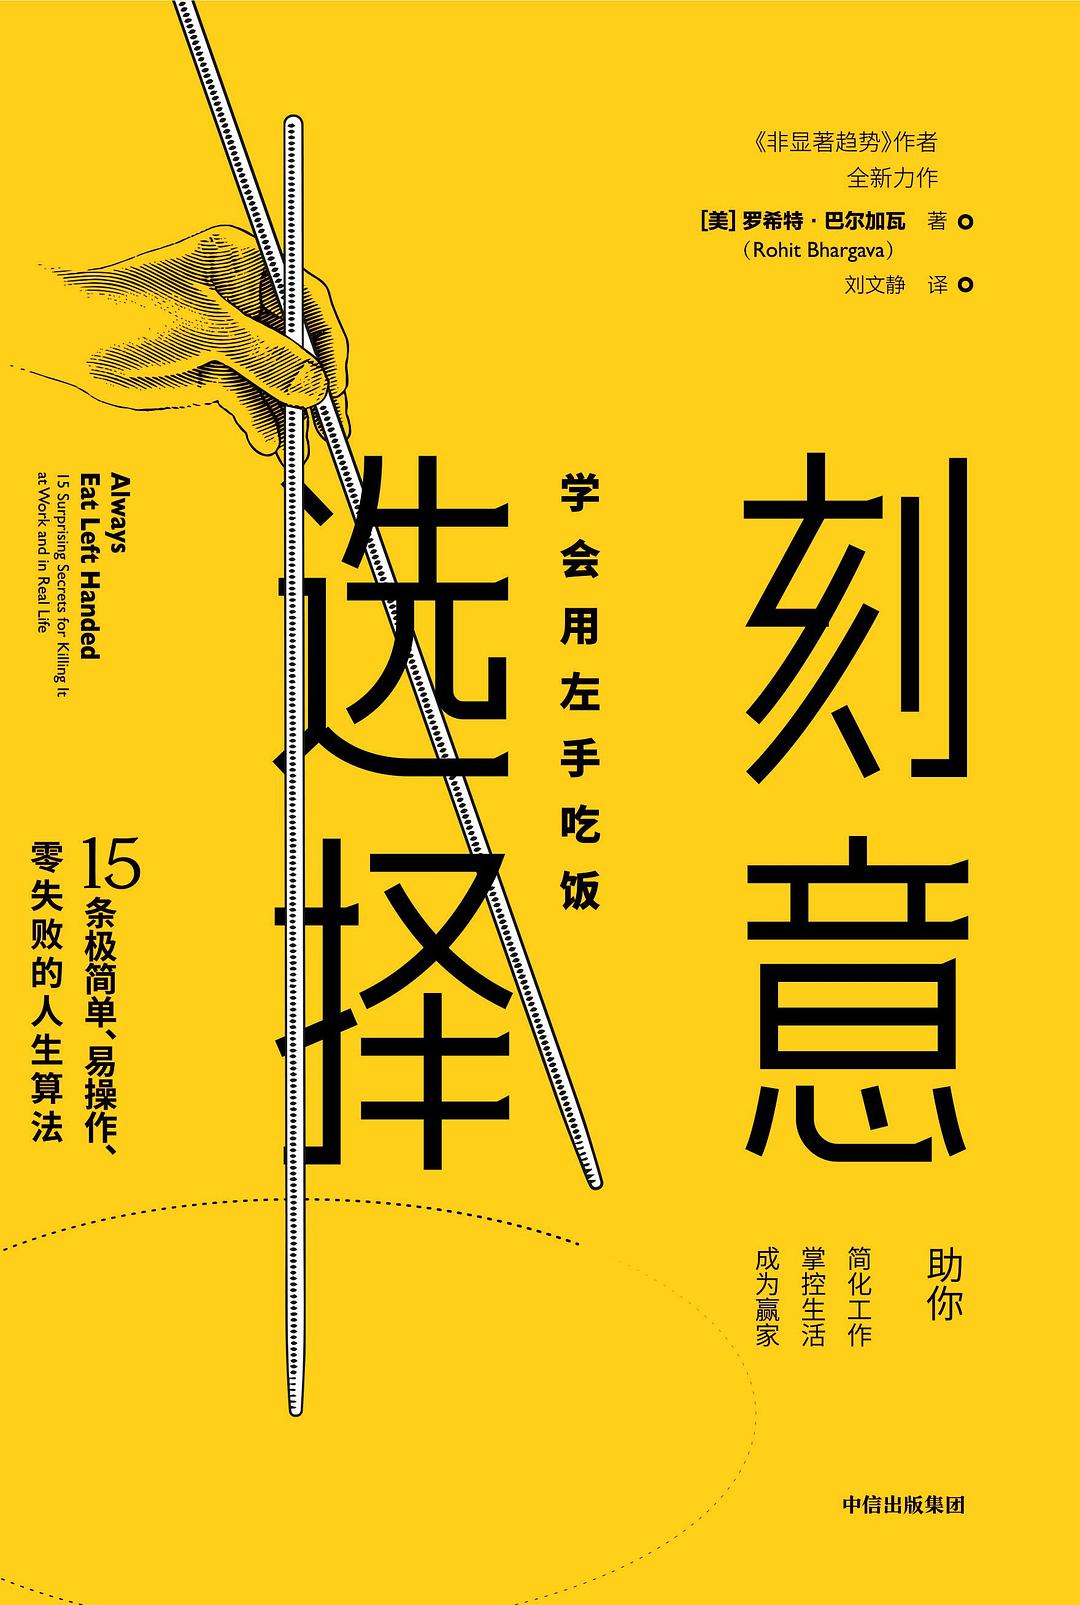 《非显著趋势》作者
全新力作
[美] 罗希特·巴尔加瓦 著
（Rohit Bhargava）
刘文静 译
刻意
学会用左手吃饭
选择
Always
Eat Left Handed
15 Surprising Secrets for Killing It
at Work and in Real Life
15条极简单、易操作、
零失败的人生算法
助你
简化工作
掌控生活
成为赢家
中信出版集团